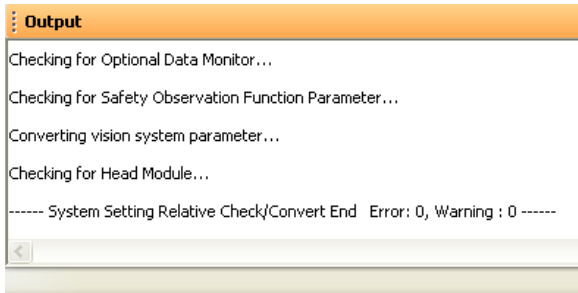 Output
Checking for Optional Data Monitor...
Checking for Safety Observation Function Parameter...
Converting vision system parameter...
Checking for Head Module...
------ System Setting Relative Check/Convert End   Error: 0, Warning : 0 ------